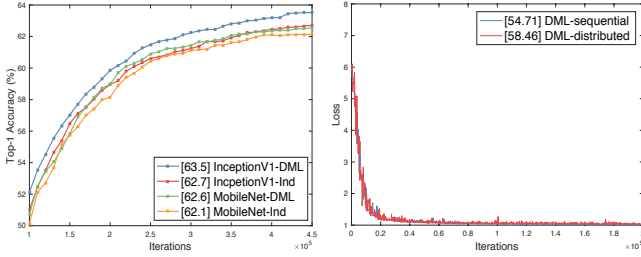 64
62
60
58
56
54
52
50
Top-1 Accuracy (%)
[63.5] InceptionV1-DML
[62.7] IncpetionV1-Ind
[62.6] MobileNet-DML
[62.1] MobileNet-Ind
1 1.5 2 2.5 3 3.5 4 4.5
Iterations ×10⁵
[54.71] DML-sequential
[58.46] DML-distributed
8
7
6
5
4
3
2
1
Loss
0 0.2 0.4 0.6 0.8 1 1.2 1.4 1.6 1.8
Iterations